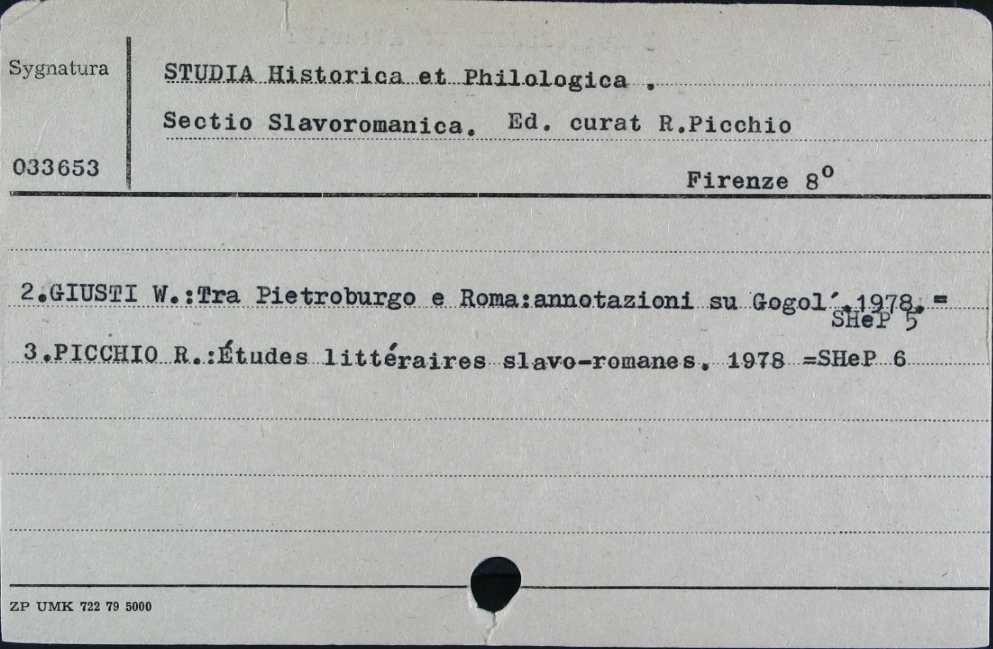 Sygnatura
STUDIA Historica et Philologica .
Sectio Slavoromanica. Ed. curat R.Picchio
033653
Firenze 8º
2.GIUSTI W.:Tra Pietroburgo e Roma:annotazioni su Gogol´.1978. =
SHeP 5
3.PICCHIO R.:Études littéraires slavo-romanes. 1978 =SHeP 6
ZP UMK 722 79 5000